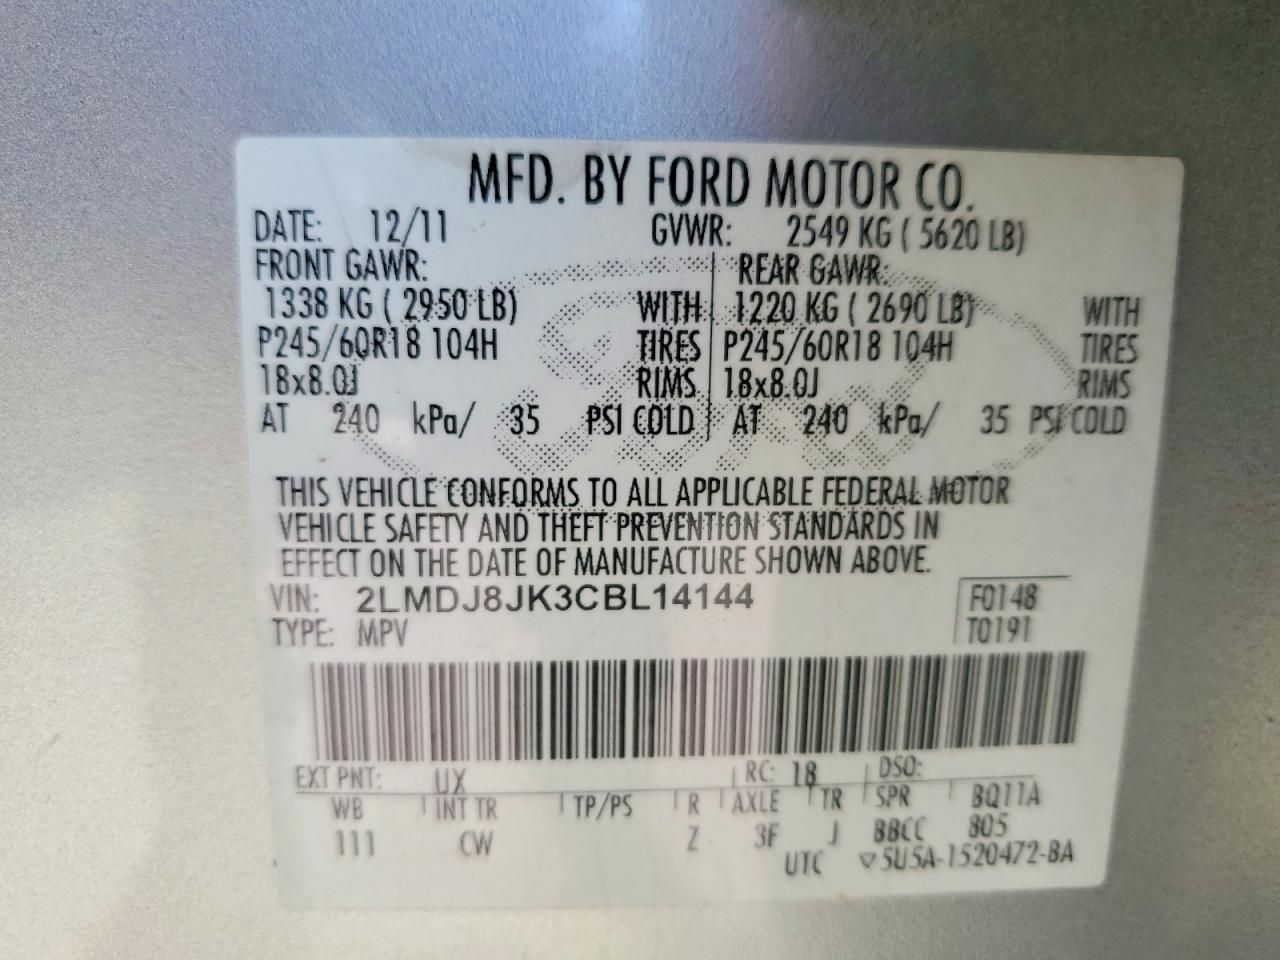 MFD. BY FORD MOTOR CO.
DATE: 12/11 GVWR: 2549 KG ( 5620 LB)
FRONT GAWR: REAR GAWR:
1338 KG ( 2950 LB) WITH 1220 KG ( 2690 LB) WITH
P245/60R18 104H TIRES P245/60R18 104H TIRES
18x8.0J RIMS 18x8.0J RIMS
AT 240 kPa/ 35 PSI COLD AT 240 kPa/ 35 PSI COLD
THIS VEHICLE CONFORMS TO ALL APPLICABLE FEDERAL MOTOR
VEHICLE SAFETY AND THEFT PREVENTION STANDARDS IN
EFFECT ON THE DATE OF MANUFACTURE SHOWN ABOVE.
VIN: 2LMDJ8JK3CBL14144 F0148
TYPE: MPV T0191
EXT PNT: UX RC: 18 DSO:
WB INT TR TP/PS R AXLE TR SPR BQ11A
111 CW Z 3F J BBCC 805
UTC ▽5U5A-1520472-BA